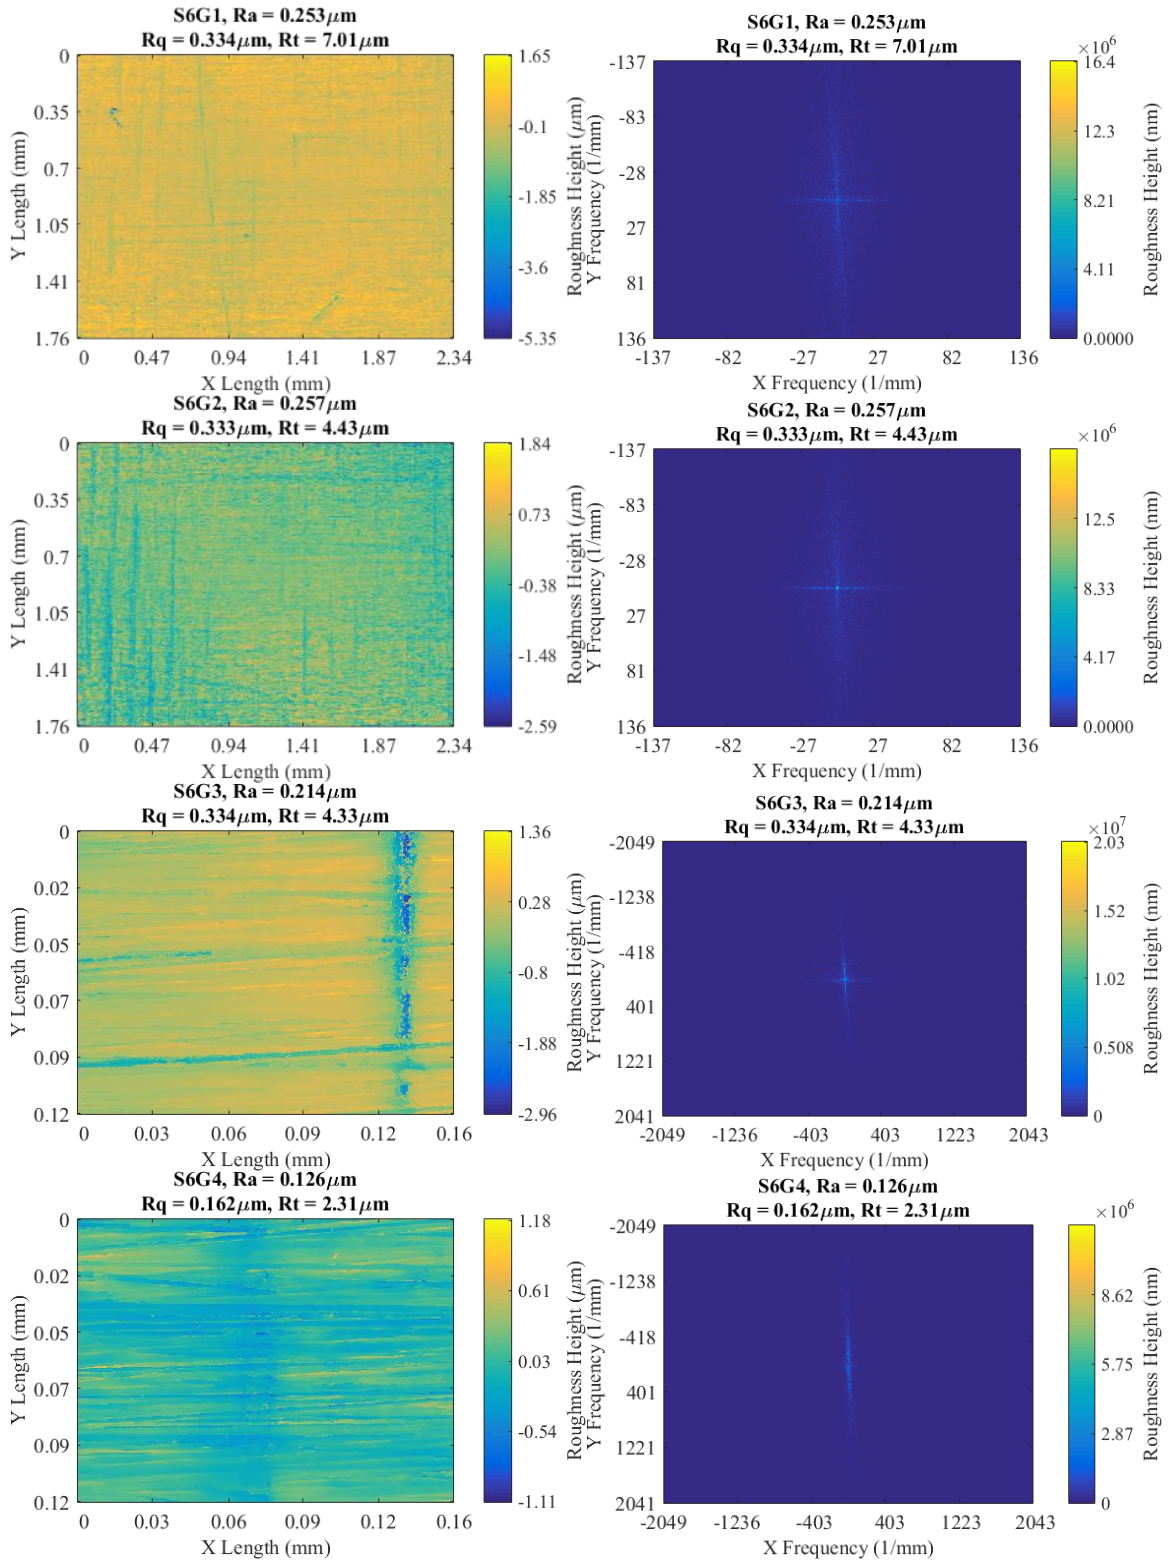 S6G1, Ra = 0.253μm
Rq = 0.334μm, Rt = 7.01μm
0
0.35
0.7
1.05
1.41
1.76
Y Length (mm)
0 0.47 0.94 1.41 1.87 2.34
X Length (mm)
1.65
-0.1
-1.85
-3.6
-5.35
Roughness Height (μm)
S6G1, Ra = 0.253μm
Rq = 0.334μm, Rt = 7.01μm
-137
-83
-28
27
81
136
Y Frequency (1/mm)
-137 -82 -27 27 82 136
X Frequency (1/mm)
×10⁶
16.4
12.3
8.21
4.11
0.0000
Roughness Height (nm)
S6G2, Ra = 0.257μm
Rq = 0.333μm, Rt = 4.43μm
0
0.35
0.7
1.05
1.41
1.76
Y Length (mm)
0 0.47 0.94 1.41 1.87 2.34
X Length (mm)
1.84
0.73
-0.38
-1.48
-2.59
Roughness Height (μm)
S6G2, Ra = 0.257μm
Rq = 0.333μm, Rt = 4.43μm
-137
-83
-28
27
81
136
Y Frequency (1/mm)
-137 -82 -27 27 82 136
X Frequency (1/mm)
×10⁶
12.5
8.33
4.17
0.0000
Roughness Height (nm)
S6G3, Ra = 0.214μm
Rq = 0.334μm, Rt = 4.33μm
0
0.02
0.05
0.07
0.09
0.12
Y Length (mm)
0 0.03 0.06 0.09 0.12 0.16
X Length (mm)
1.36
0.28
-0.8
-1.88
-2.96
Roughness Height (μm)
S6G3, Ra = 0.214μm
Rq = 0.334μm, Rt = 4.33μm
-2049
-1238
-418
401
1221
2041
Y Frequency (1/mm)
-2049 -1236 -403 403 1223 2043
X Frequency (1/mm)
×10⁷
2.03
1.52
1.02
0.508
0
Roughness Height (nm)
S6G4, Ra = 0.126μm
Rq = 0.162μm, Rt = 2.31μm
0
0.02
0.05
0.07
0.09
0.12
Y Length (mm)
0 0.03 0.06 0.09 0.12 0.16
X Length (mm)
1.18
0.61
0.03
-0.54
-1.11
Roughness Height (μm)
S6G4, Ra = 0.126μm
Rq = 0.162μm, Rt = 2.31μm
-2049
-1238
-418
401
1221
2041
Y Frequency (1/mm)
-2049 -1236 -403 403 1223 2043
X Frequency (1/mm)
×10⁶
8.62
5.75
2.87
0
Roughness Height (nm)